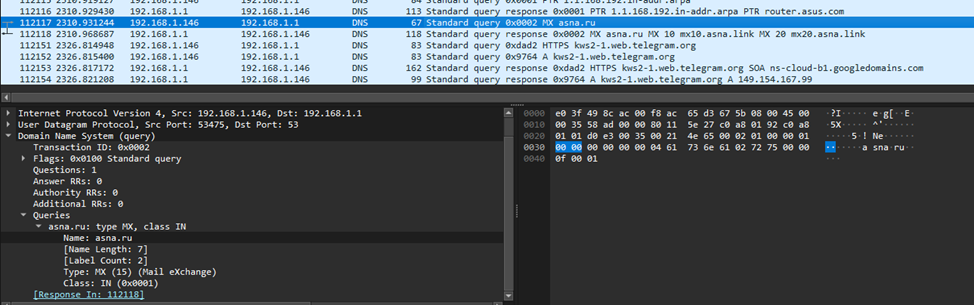 112115 2310.919127 192.168.1.146 192.168.1.1 DNS 84 Standard query 0x0001 PTR 1.1.168.192.in-addr.arpa
112116 2310.929430 192.168.1.1 192.168.1.146 DNS 113 Standard query response 0x0001 PTR 1.1.168.192.in-addr.arpa PTR router.asus.com
112117 2310.931244 192.168.1.146 192.168.1.1 DNS 67 Standard query 0x0002 MX asna.ru
112118 2310.968687 192.168.1.1 192.168.1.146 DNS 118 Standard query response 0x0002 MX asna.ru MX 10 mx10.asna.link MX 20 mx20.asna.link
112151 2326.814948 192.168.1.146 192.168.1.1 DNS 83 Standard query 0xdad2 HTTPS kws2-1.web.telegram.org
112152 2326.815400 192.168.1.146 192.168.1.1 DNS 83 Standard query 0x9764 A kws2-1.web.telegram.org
112153 2326.817172 192.168.1.1 192.168.1.146 DNS 162 Standard query response 0xdad2 HTTPS kws2-1.web.telegram.org SOA ns-cloud-b1.googledomains.com
112154 2326.821208 192.168.1.1 192.168.1.146 DNS 99 Standard query response 0x9764 A kws2-1.web.telegram.org A 149.154.167.99
Internet Protocol Version 4, Src: 192.168.1.146, Dst: 192.168.1.1
User Datagram Protocol, Src Port: 53475, Dst Port: 53
Domain Name System (query)
Transaction ID: 0x0002
Flags: 0x0100 Standard query
Questions: 1
Answer RRs: 0
Authority RRs: 0
Additional RRs: 0
Queries
asna.ru: type MX, class IN
Name: asna.ru
[Name Length: 7]
[Label Count: 2]
Type: MX (15) (Mail eXchange)
Class: IN (0x0001)
[Response In: 112118]
0000 e0 3f 49 8c ac 00 f8 ac 65 d3 67 5b 08 00 45 00 ·?I·····e·g[··E·
0010 00 35 58 ad 00 00 80 11 5e 27 c0 a8 01 92 c0 a8 ·5X·····^'······
0020 01 01 d0 e3 00 35 00 21 4e 65 00 02 01 00 00 01 ·····5·!Ne······
0030 00 00 00 00 00 00 04 61 73 6e 61 02 72 75 00 00 ·······asna·ru··
0040 0f 00 01 ···